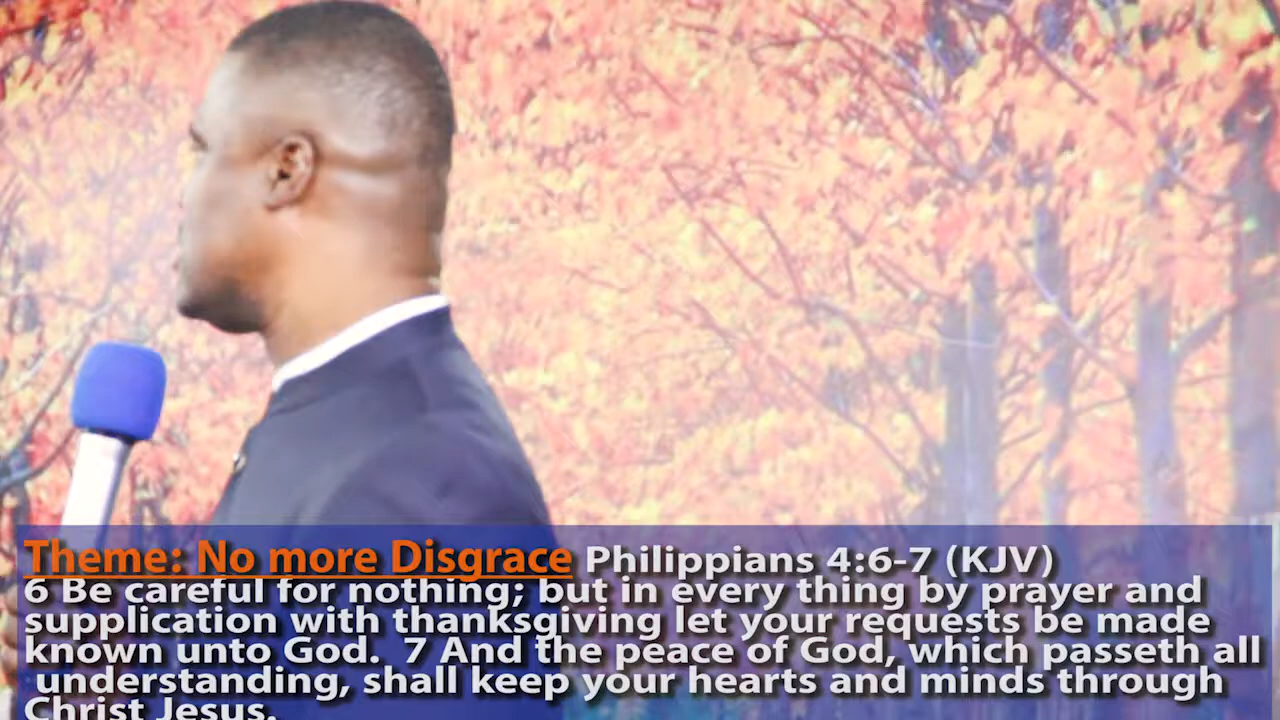 Theme: No more Disgrace Philippians 4:6-7 (KJV)
6 Be careful for nothing; but in every thing by prayer and
supplication with thanksgiving let your requests be made
known unto God. 7 And the peace of God, which passeth all
understanding, shall keep your hearts and minds through
Christ Jesus.